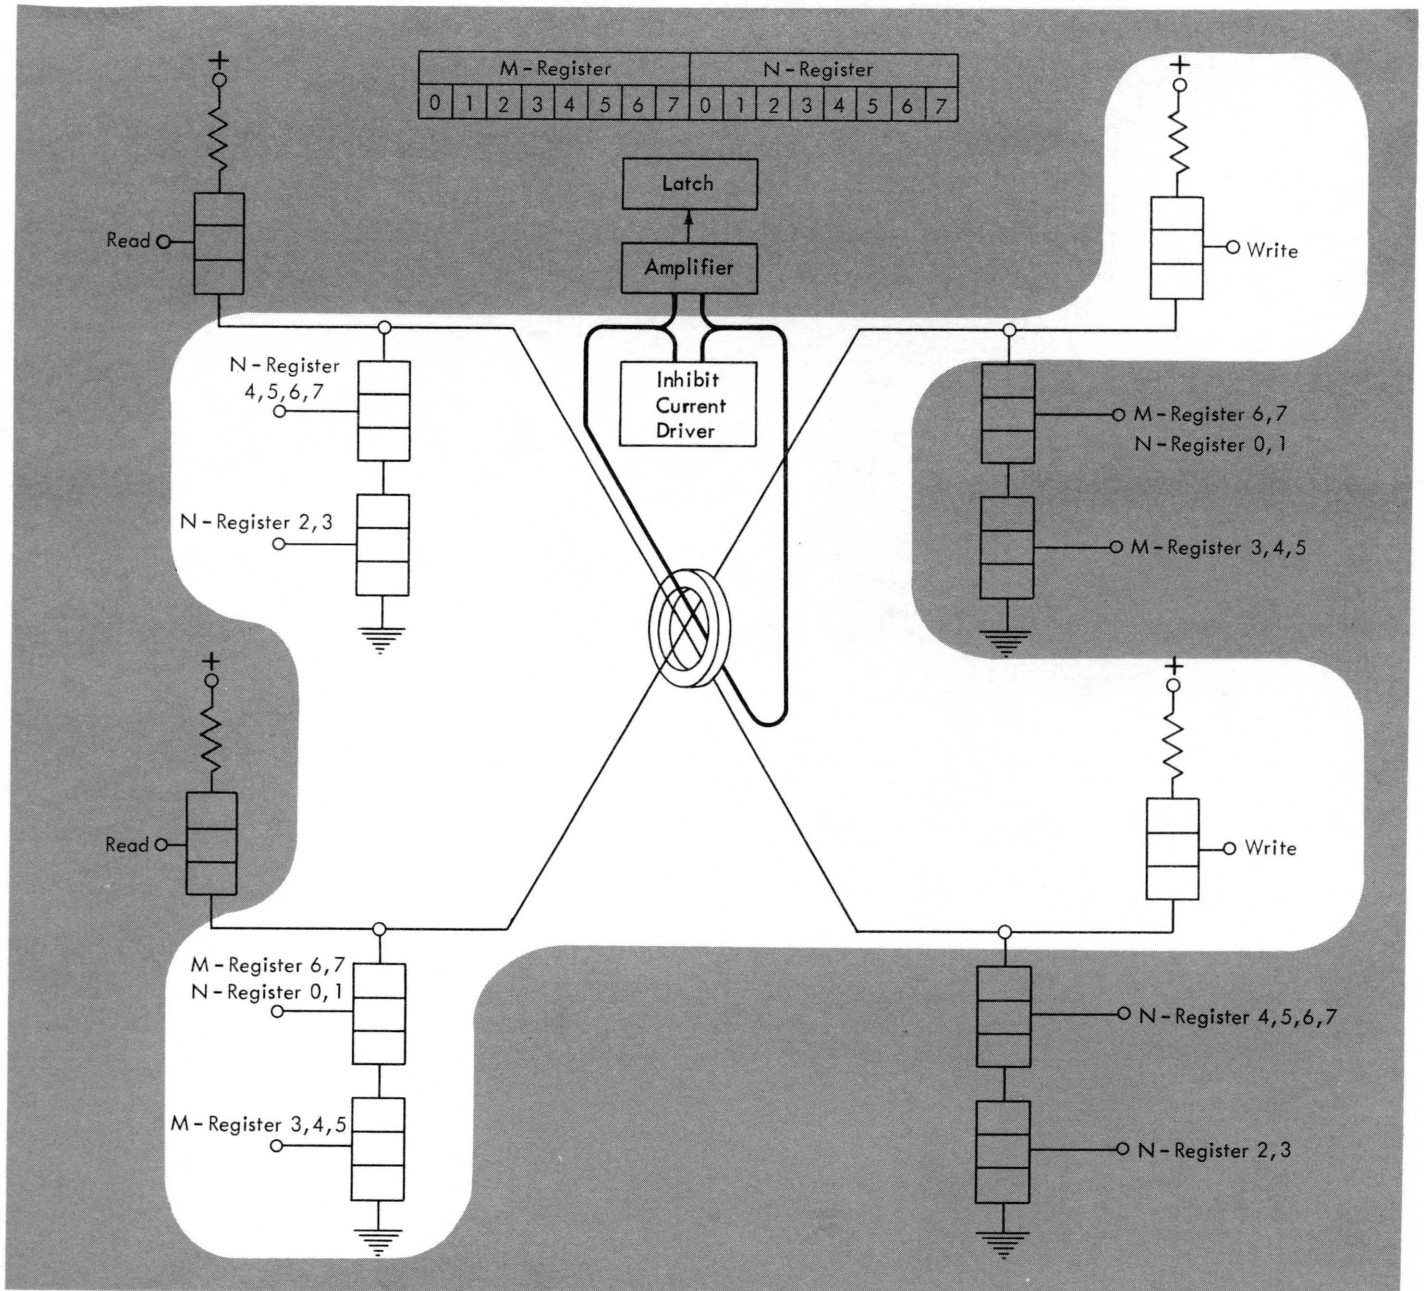 M-Register N-Register
0 1 2 3 4 5 6 7 0 1 2 3 4 5 6 7
+
+
Latch
Read
Amplifier
Write
N-Register
4,5,6,7
Inhibit
Current
Driver
M-Register 6,7
N-Register 0,1
N-Register 2,3
M-Register 3,4,5
+
+
Read
Write
M-Register 6,7
N-Register 0,1
N-Register 4,5,6,7
M-Register 3,4,5
N-Register 2,3